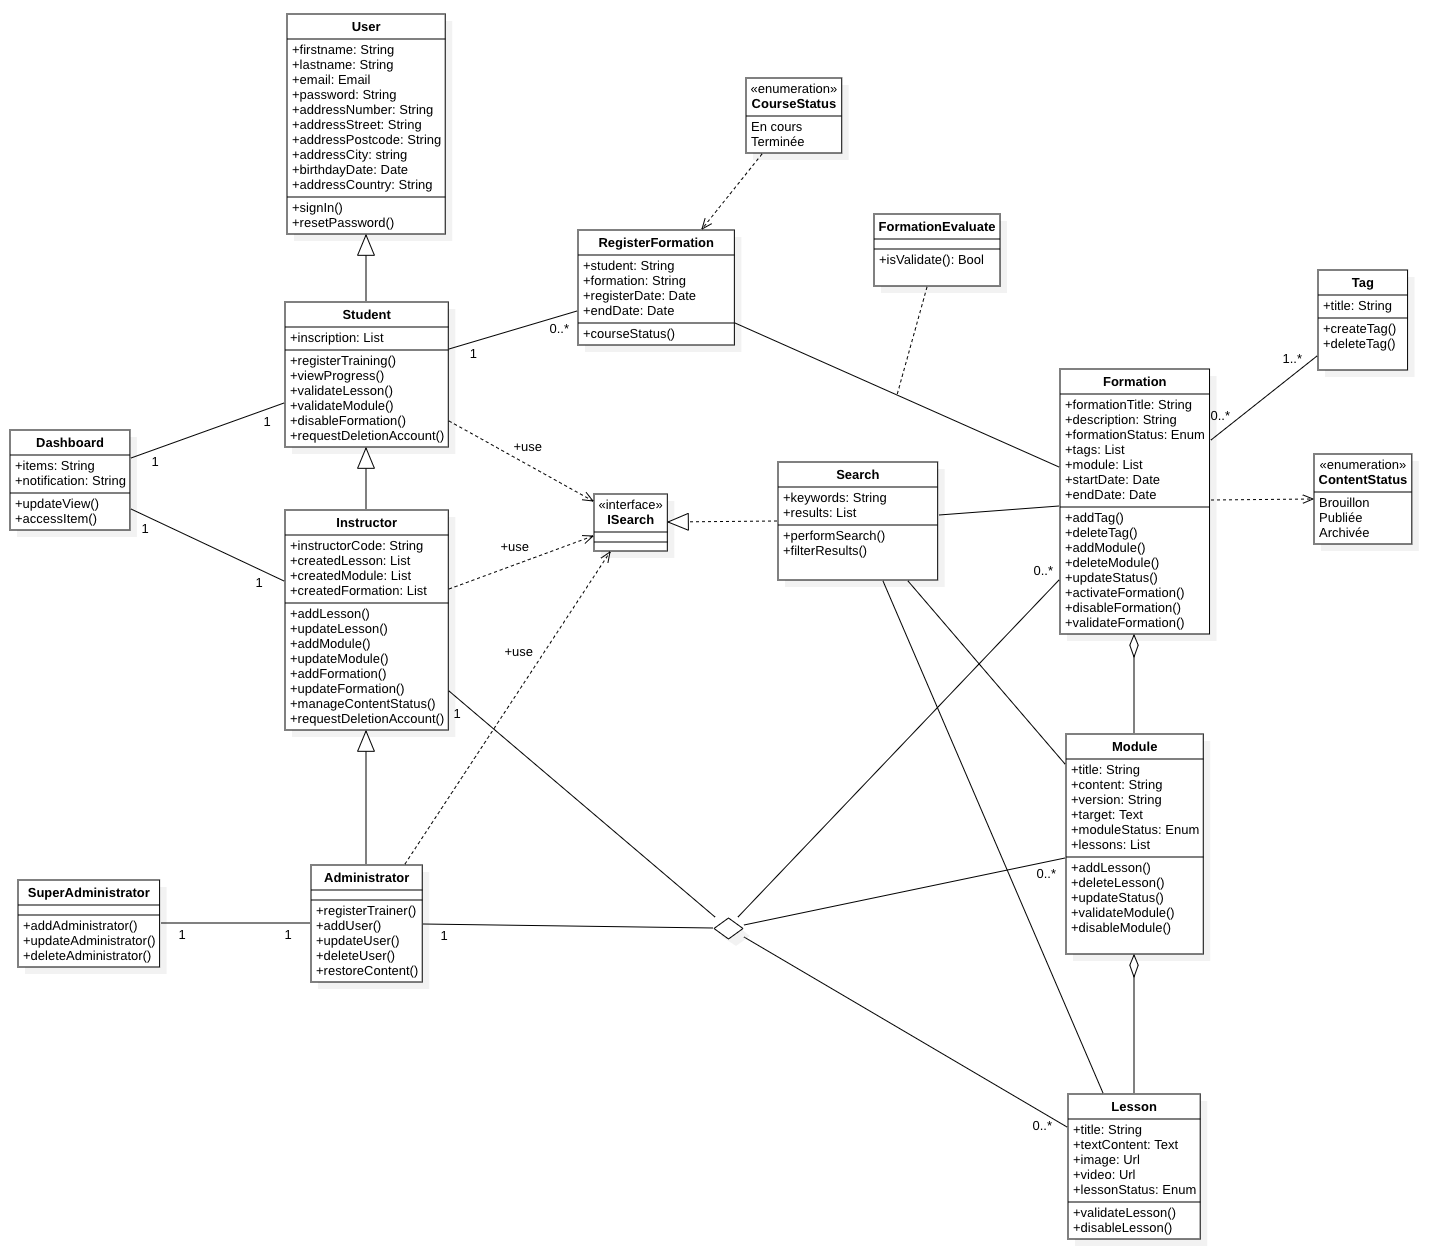 User
+firstname: String
+lastname: String
+email: Email
+password: String
+addressNumber: String
+addressStreet: String
+addressPostcode: String
+addressCity: string
+birthdayDate: Date
+addressCountry: String
+signIn()
+resetPassword()
«enumeration»
CourseStatus
En cours
Terminée
RegisterFormation
+student: String
+formation: String
+registerDate: Date
+endDate: Date
+courseStatus()
FormationEvaluate
+isValidate(): Bool
Tag
+title: String
+createTag()
+deleteTag()
Student
+inscription: List
+registerTraining()
+viewProgress()
+validateLesson()
+validateModule()
+disableFormation()
+requestDeletionAccount()
1
0..*
1..*
0..*
Formation
+formationTitle: String
+description: String
+formationStatus: Enum
+tags: List
+module: List
+startDate: Date
+endDate: Date
+addTag()
+deleteTag()
+addModule()
+deleteModule()
+updateStatus()
+activateFormation()
+disableFormation()
+validateFormation()
Dashboard
+items: String
+notification: String
+updateView()
+accessItem()
1
1
1
1
«enumeration»
ContentStatus
Brouillon
Publiée
Archivée
Search
+keywords: String
+results: List
+performSearch()
+filterResults()
«interface»
ISearch
+use
+use
+use
Instructor
+instructorCode: String
+createdLesson: List
+createdModule: List
+createdFormation: List
+addLesson()
+updateLesson()
+addModule()
+updateModule()
+addFormation()
+updateFormation()
+manageContentStatus()
+requestDeletionAccount()
1
0..*
Module
+title: String
+content: String
+version: String
+target: Text
+moduleStatus: Enum
+lessons: List
+addLesson()
+deleteLesson()
+updateStatus()
+validateModule()
+disableModule()
0..*
SuperAdministrator
+addAdministrator()
+updateAdministrator()
+deleteAdministrator()
1
1
Administrator
+registerTrainer()
+addUser()
+updateUser()
+deleteUser()
+restoreContent()
1
0..*
Lesson
+title: String
+textContent: Text
+image: Url
+video: Url
+lessonStatus: Enum
+validateLesson()
+disableLesson()